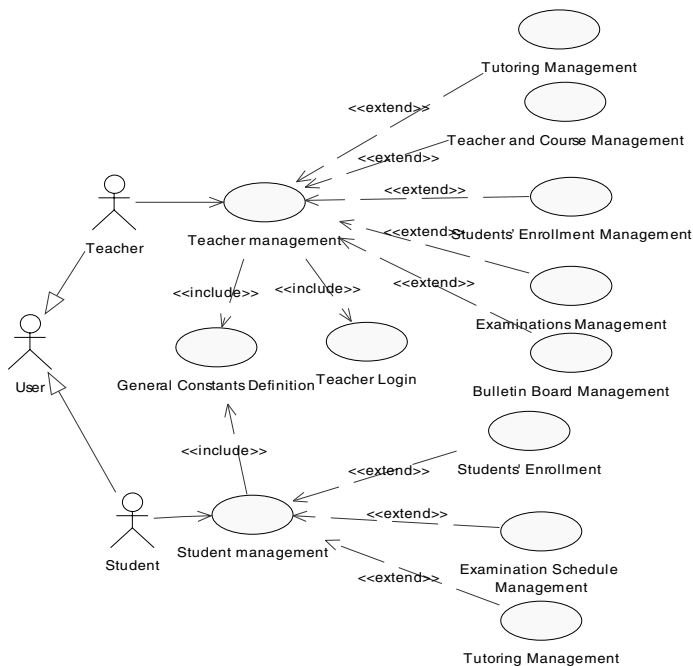 Tutoring Management
<<extend>>
Teacher and Course Management
<<extend>>
<<extend>>
Teacher
Teacher management
<<extend>>
Students' Enrollment Management
<<include>>
<<include>>
<<extend>>
Examinations Management
User
General Constants Definition
Teacher Login
Bulletin Board Management
<<include>>
<<extend>>
Students' Enrollment
<<extend>>
Student
Student management
Examination Schedule
Management
<<extend>>
Tutoring Management